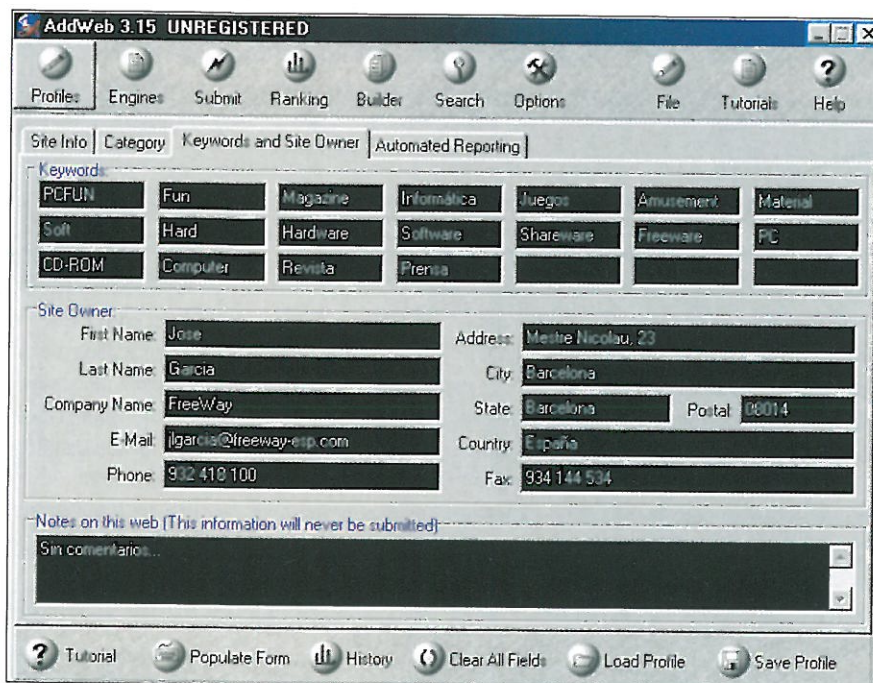 AddWeb 3.15 UNREGISTERED
Profiles Engines Submit Ranking Builder Search Options File Tutorials Help
Site Info Category Keywords and Site Owner Automated Reporting
Keywords:
PCFUN Fun Magazine Informática Juegos Amusement Material
Soft Hard Hardware Software Shareware Freeware PC
CD-ROM Computer Revista Prensa
Site Owner:
First Name: Jose Address: Mestre Nicolau, 23
Last Name: Garcia City: Barcelona
Company Name: FreeWay State: Barcelona Postal: 08014
E-Mail: jlgarcia@freeway-esp.com Country: España
Phone: 932 418 100 Fax: 934 144 534
Notes on this web (This information will never be submitted)
Sin comentarios...
Tutorial Populate Form History Clear All Fields Load Profile Save Profile